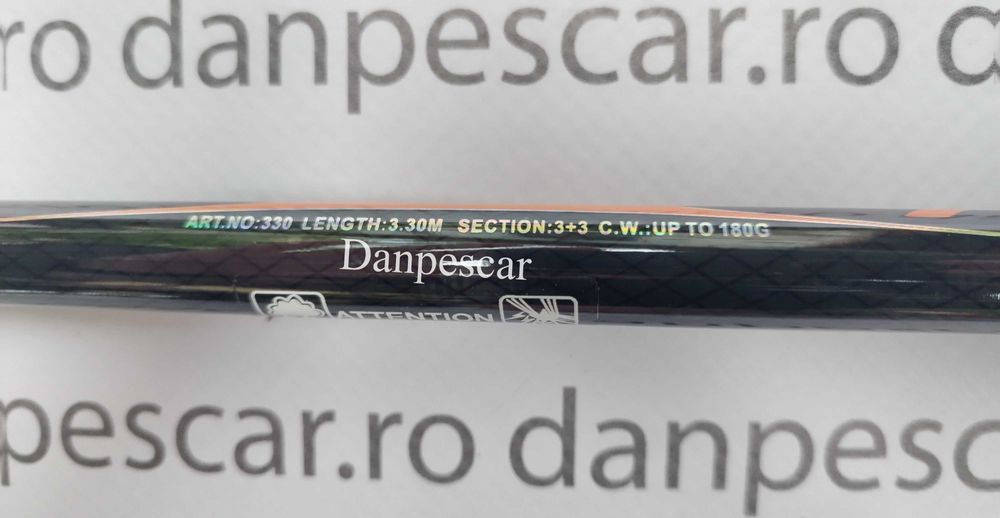 ro danpescar.ro
ART.NO:330 LENGTH:3.30M SECTION:3+3 C.W.:UP TO 180G
Danpescar
ATTENTION
pescar.ro danpesc